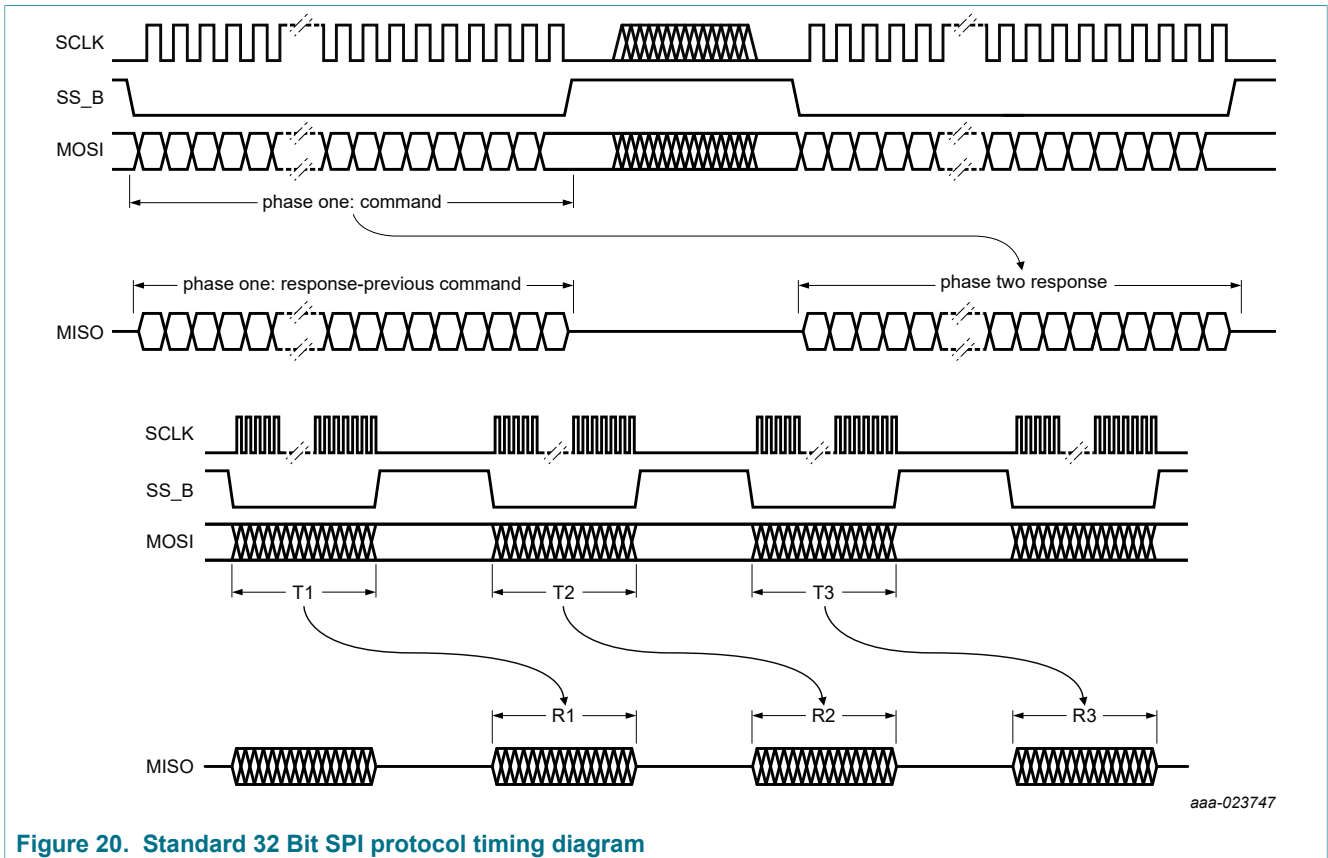 SCLK
SS_B
MOSI
phase one: command
phase one: response-previous command
phase two response
MISO
SCLK
SS_B
MOSI
T1 T2 T3
R1 R2 R3
MISO
aaa-023747
Figure 20. Standard 32 Bit SPI protocol timing diagram